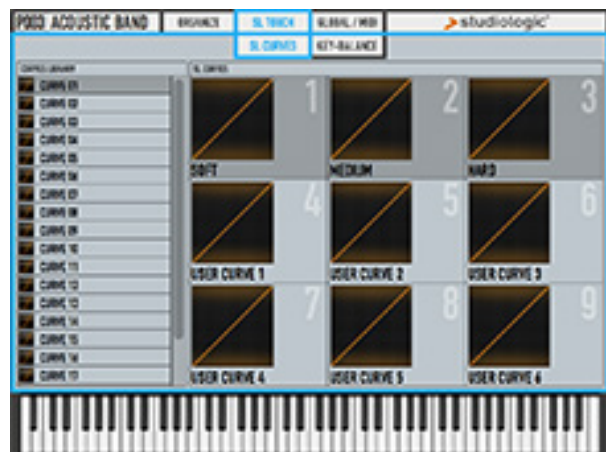 P003 ACOUSTIC BAND
ORGANIZE
SL TOUCH
GLOBAL / MIDI
studiologic
SL CURVES
KEY-BALANCE
CURVES LIBRARY
SL CURVES
CURVE 01
CURVE 02
CURVE 03
CURVE 04
CURVE 05
CURVE 06
CURVE 07
CURVE 08
CURVE 09
CURVE 10
CURVE 11
CURVE 12
CURVE 13
CURVE 14
CURVE 15
CURVE 16
CURVE 17
1
SOFT
2
MEDIUM
3
HARD
4
USER CURVE 1
5
USER CURVE 2
6
USER CURVE 3
7
USER CURVE 4
8
USER CURVE 5
9
USER CURVE 6